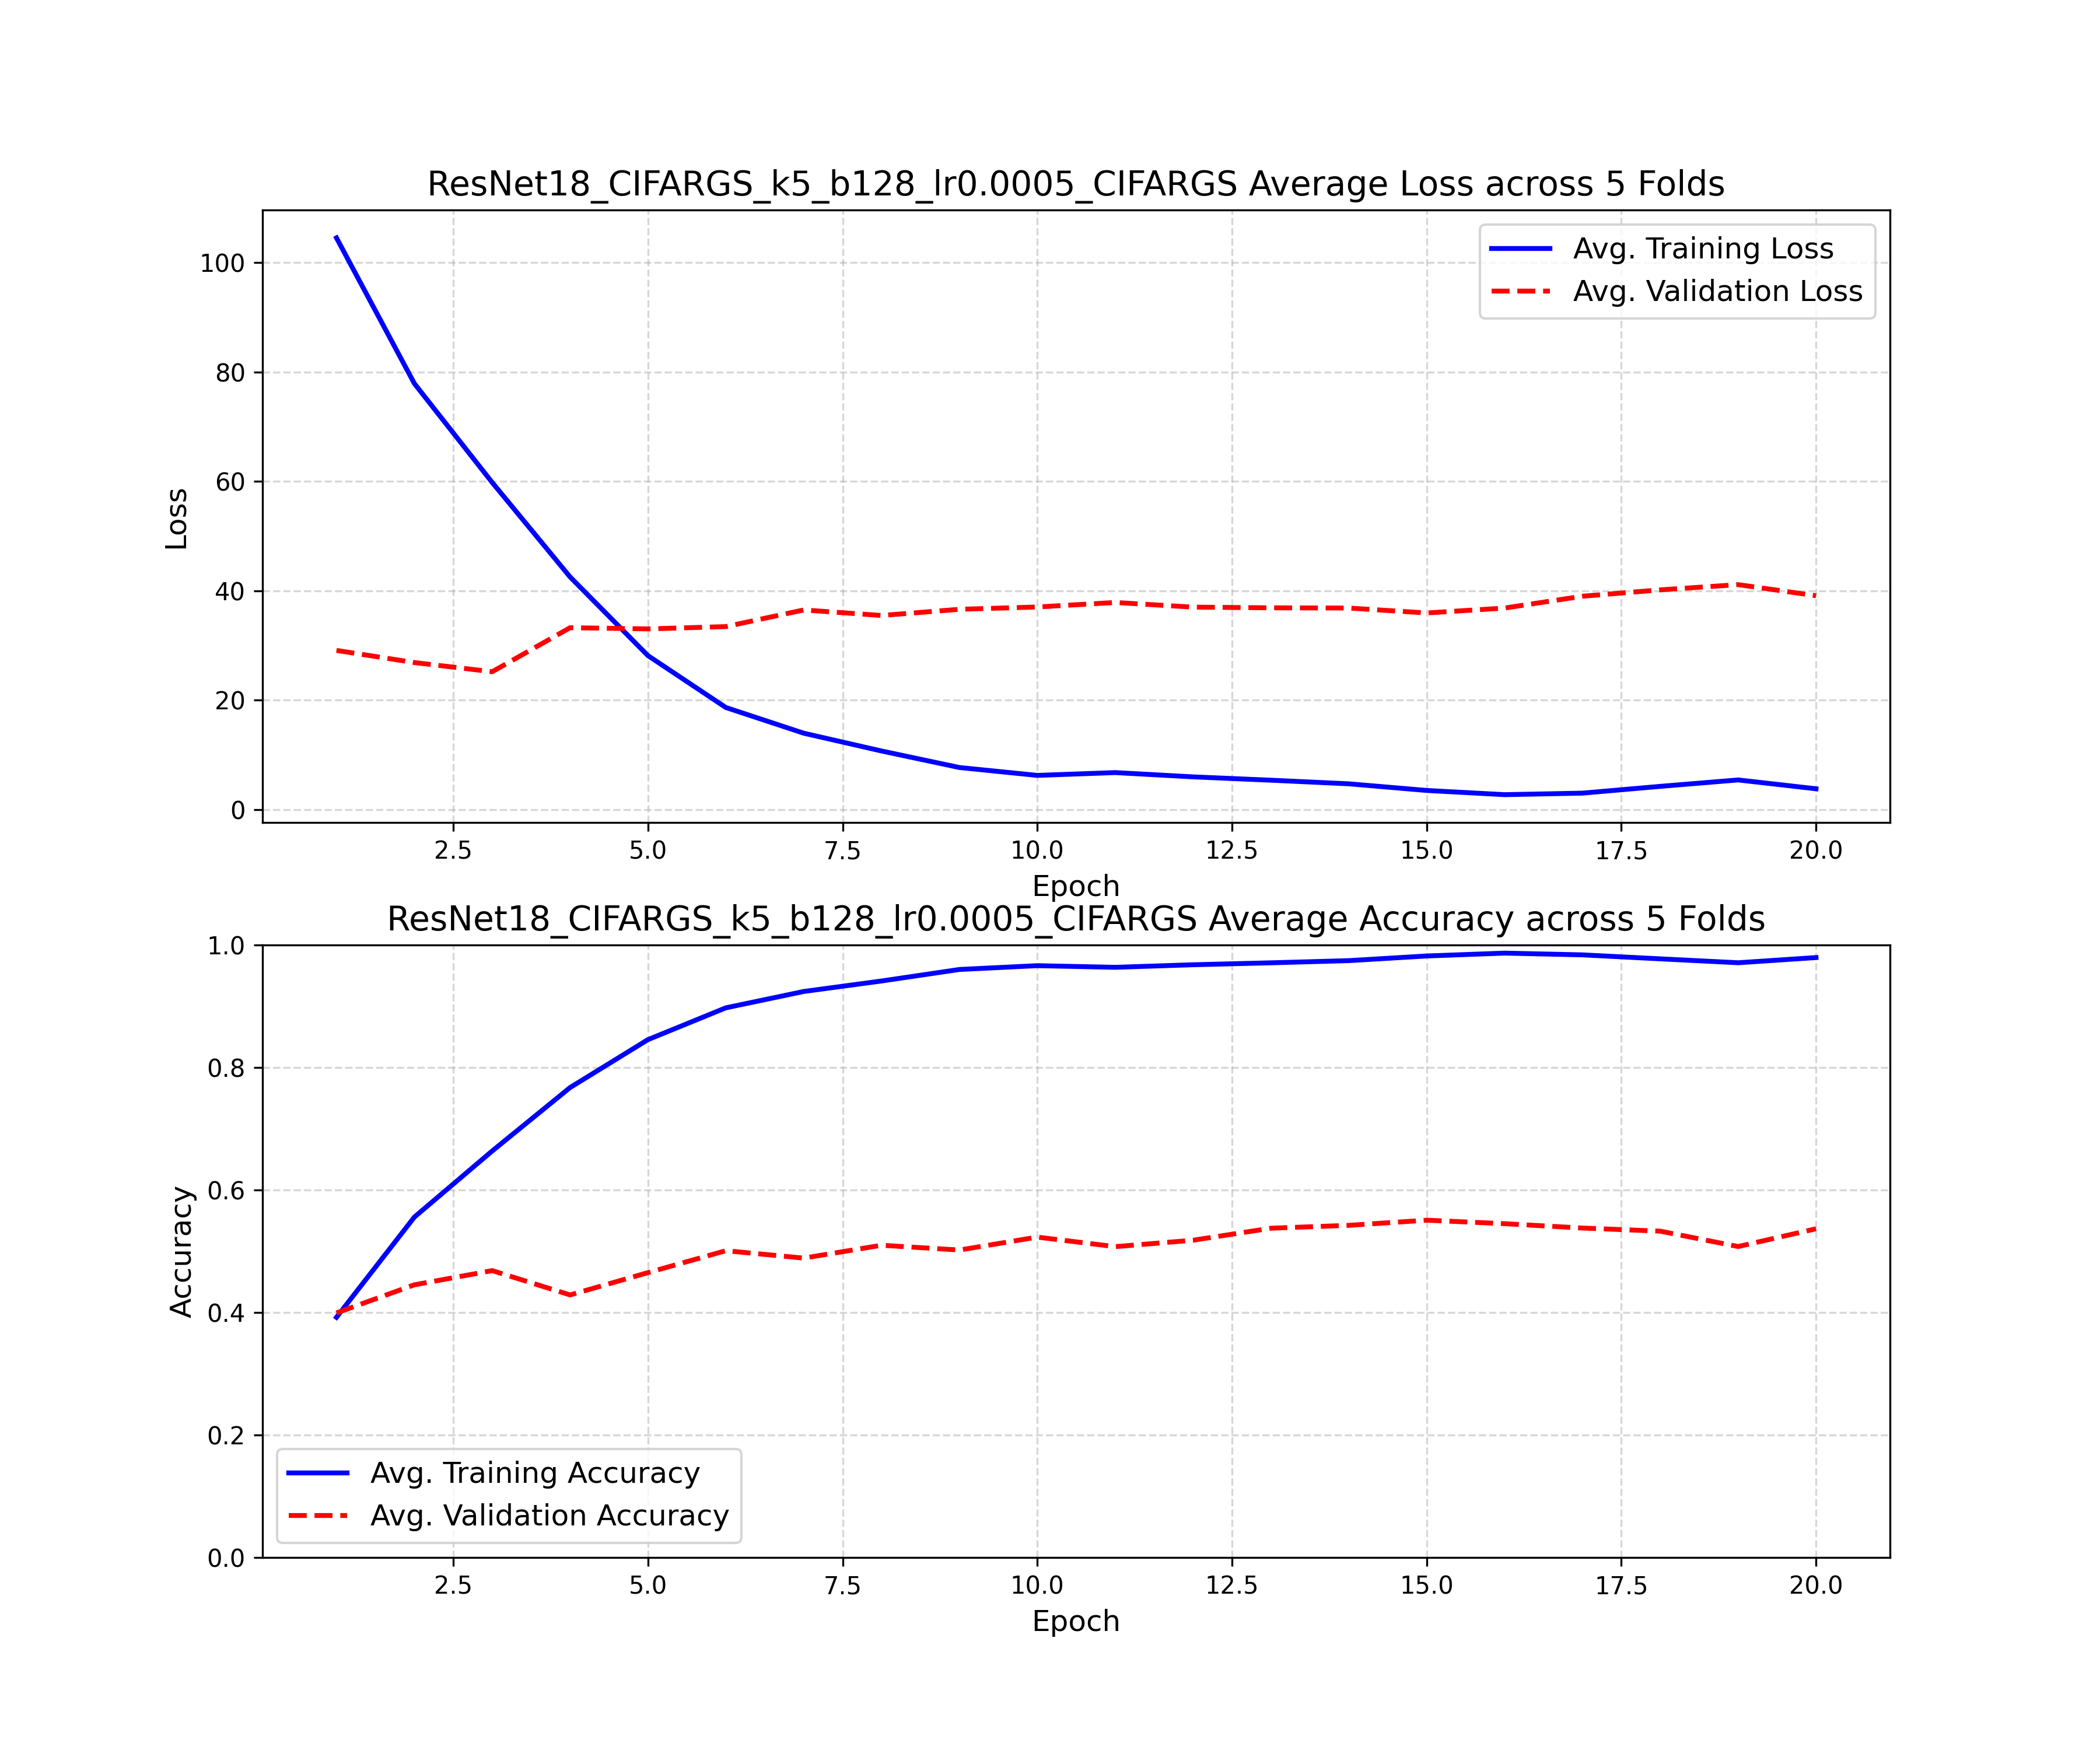 ResNet18_CIFARGS_k5_b128_lr0.0005_CIFARGS Average Loss across 5 Folds
Avg. Training Loss
Avg. Validation Loss
Loss
100
80
60
40
20
0
2.5 5.0 7.5 10.0 12.5 15.0 17.5 20.0
Epoch
ResNet18_CIFARGS_k5_b128_lr0.0005_CIFARGS Average Accuracy across 5 Folds
Accuracy
1.0
0.8
0.6
0.4
0.2
0.0
Avg. Training Accuracy
Avg. Validation Accuracy
2.5 5.0 7.5 10.0 12.5 15.0 17.5 20.0
Epoch